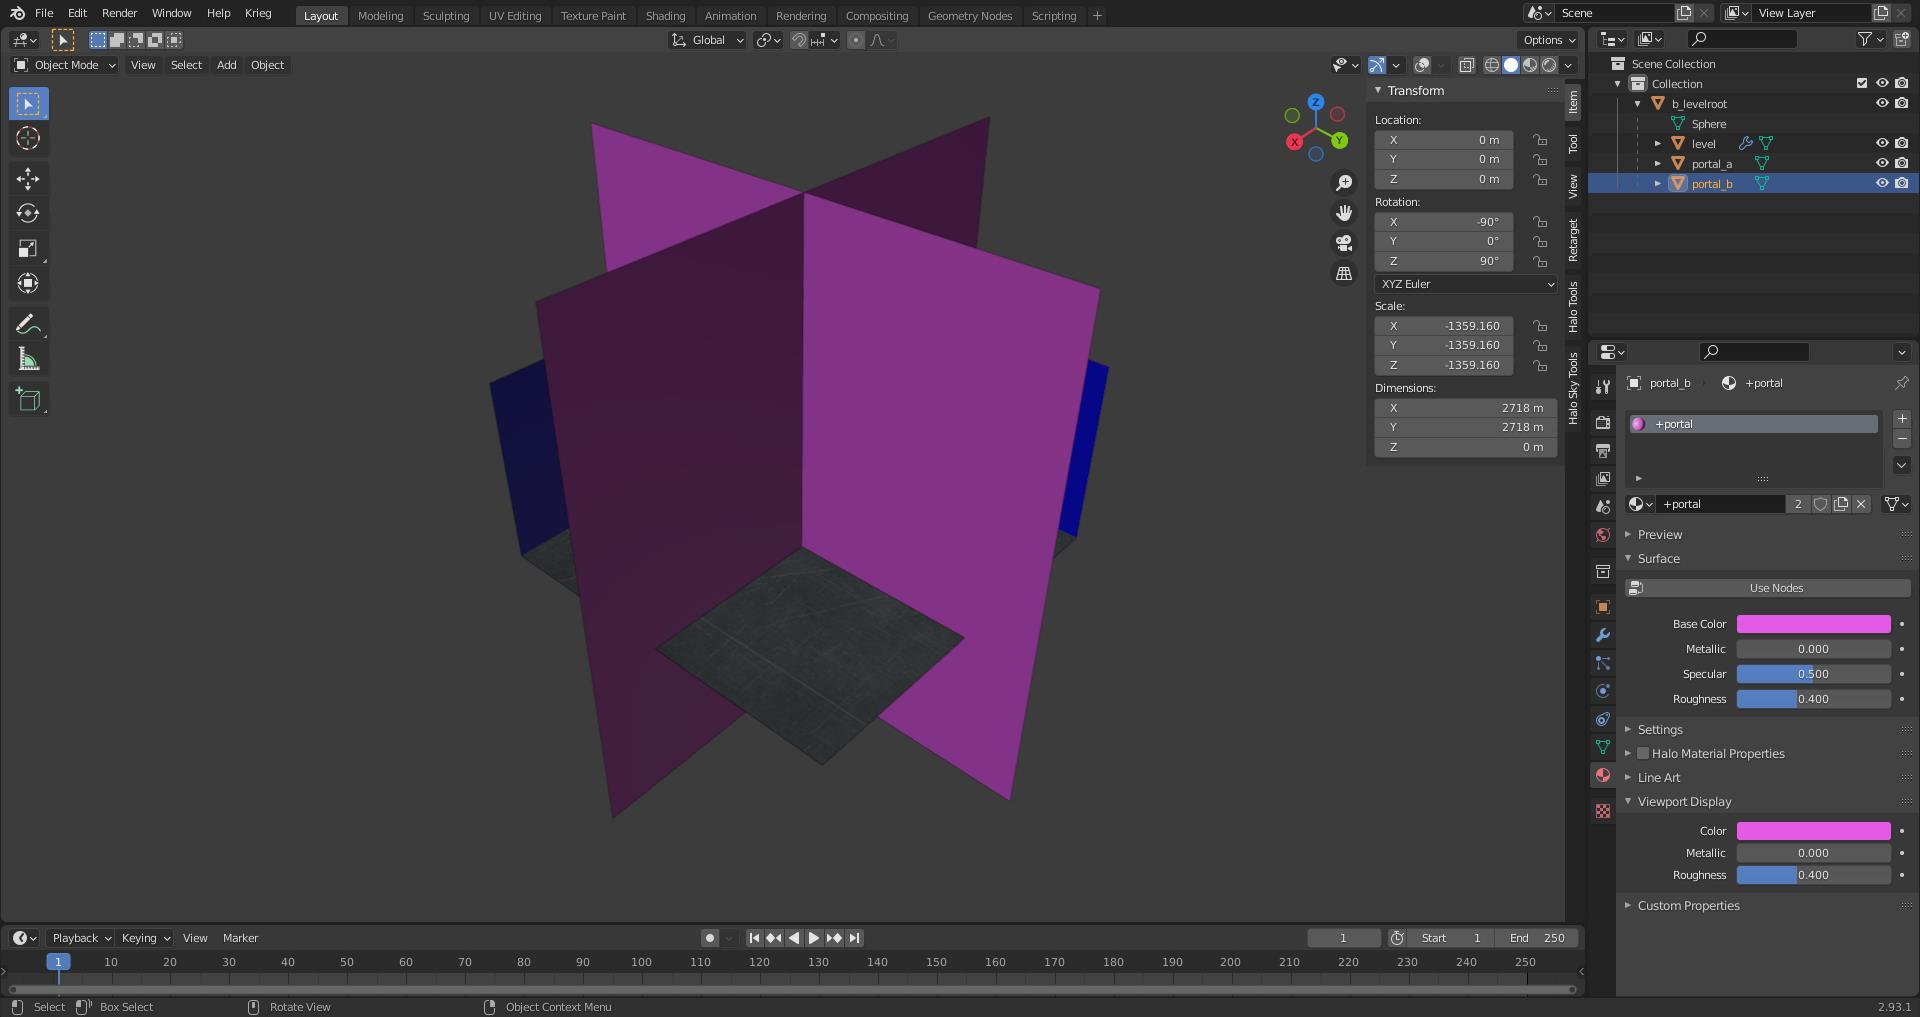 File Edit Render Window Help Krieg Layout Modeling Sculpting UV Editing Texture Paint Shading Animation Rendering Compositing Geometry Nodes Scripting + Scene View Layer
Global Options
Object Mode View Select Add Object
Transform
Location:
X 0 m
Y 0 m
Z 0 m
Rotation:
X -90°
Y 0°
Z 90°
XYZ Euler
Scale:
X -1359.160
Y -1359.160
Z -1359.160
Dimensions:
X 2718 m
Y 2718 m
Z 0 m
Z
X
Y
Item
Tool
View
Retarget
Halo Tools
Halo Sky Tools
Scene Collection
Collection
b_levelroot
Sphere
level
portal_a
portal_b
portal_b +portal
+portal
+portal 2
Preview
Surface
Use Nodes
Base Color
Metallic 0.000
Specular 0.500
Roughness 0.400
Settings
Halo Material Properties
Line Art
Viewport Display
Color
Metallic 0.000
Roughness 0.400
Custom Properties
Playback Keying View Marker 1 Start 1 End 250
1 10 20 30 40 50 60 70 80 90 100 110 120 130 140 150 160 170 180 190 200 210 220 230 240 250
Select Box Select Rotate View Object Context Menu 2.93.1